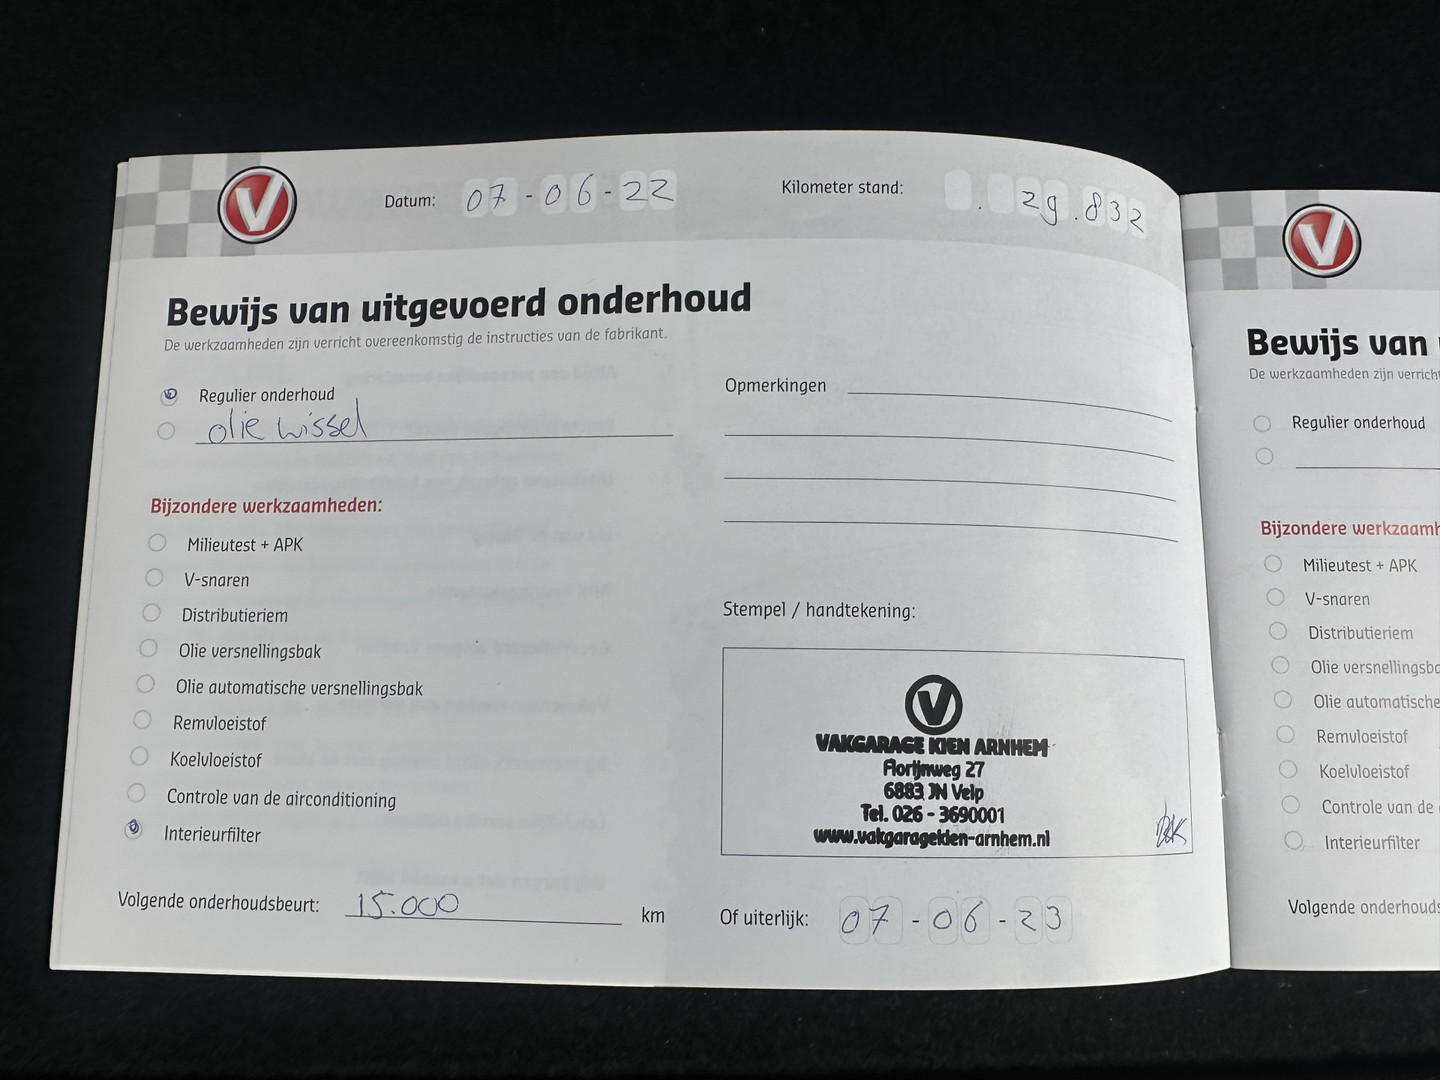 V
Datum: 07-06-22
Kilometer stand: . 29.832
Bewijs van uitgevoerd onderhoud
De werkzaamheden zijn verricht overeenkomstig de instructies van de fabrikant.
Regulier onderhoud
olie wissel
Bijzondere werkzaamheden:
Milieutest + APK
V-snaren
Distributieriem
Olie versnellingsbak
Olie automatische versnellingsbak
Remvloeistof
Koelvloeistof
Controle van de airconditioning
Interieurfilter
Volgende onderhoudsbeurt: 15.000 km
Opmerkingen
Stempel / handtekening:
V
VAKGARAGE KIEN ARNHEM
Florijnweg 27
6883 JN Velp
Tel. 026 - 3690001
www.vakgaragekien-arnhem.nl
Of uiterlijk: 07-06-23
V
Bewijs van
De werkzaamheden zijn verricht
Regulier onderhoud
Bijzondere werkzaamh
Milieutest + APK
V-snaren
Distributieriem
Olie versnellingsba
Olie automatische
Remvloeistof
Koelvloeistof
Controle van de
Interieurfilter
Volgende onderhouds